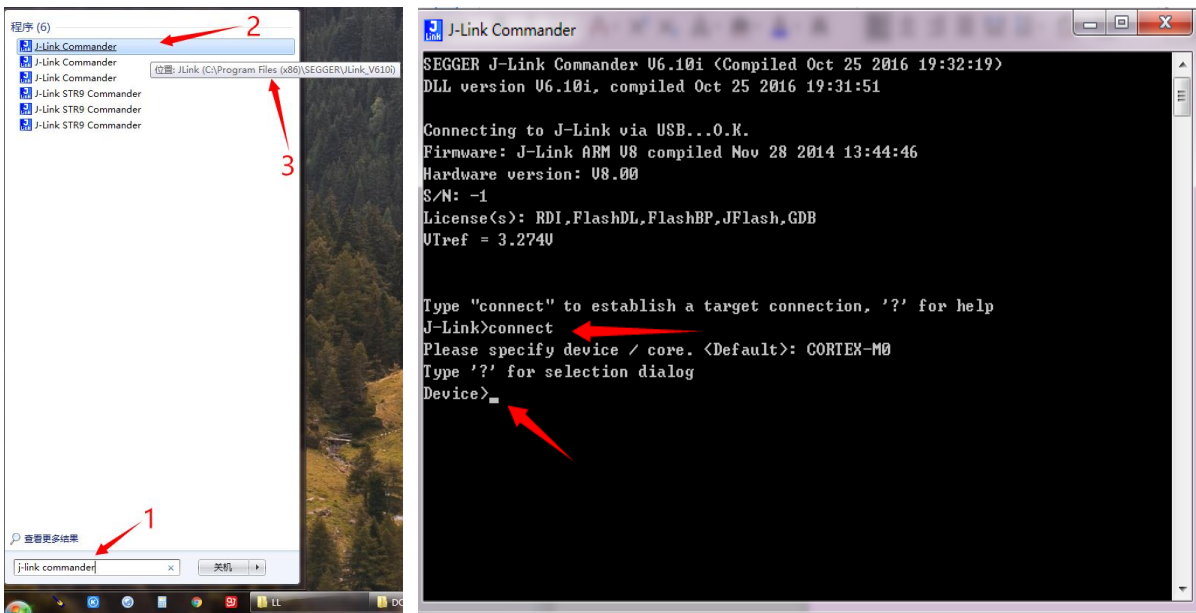 程序 (6)
J-Link Commander
J-Link Commander
J-Link Commander
J-Link STR9 Commander
J-Link STR9 Commander
J-Link STR9 Commander
位置: JLink (C:\Program Files (x86)\SEGGER\JLink_V610i)
2
3
1
查看更多结果
j-link commander
关机
LL
DC
J-Link Commander
SEGGER J-Link Commander V6.10i (Compiled Oct 25 2016 19:32:19)
DLL version V6.10i, compiled Oct 25 2016 19:31:51
Connecting to J-Link via USB...O.K.
Firmware: J-Link ARM V8 compiled Nov 28 2014 13:44:46
Hardware version: V8.00
S/N: -1
License(s): RDI,FlashDL,FlashBP,JFlash,GDB
VTref = 3.274V
Type "connect" to establish a target connection, '?' for help
J-Link>connect
Please specify device / core. <Default>: CORTEX-M0
Type '?' for selection dialog
Device>_